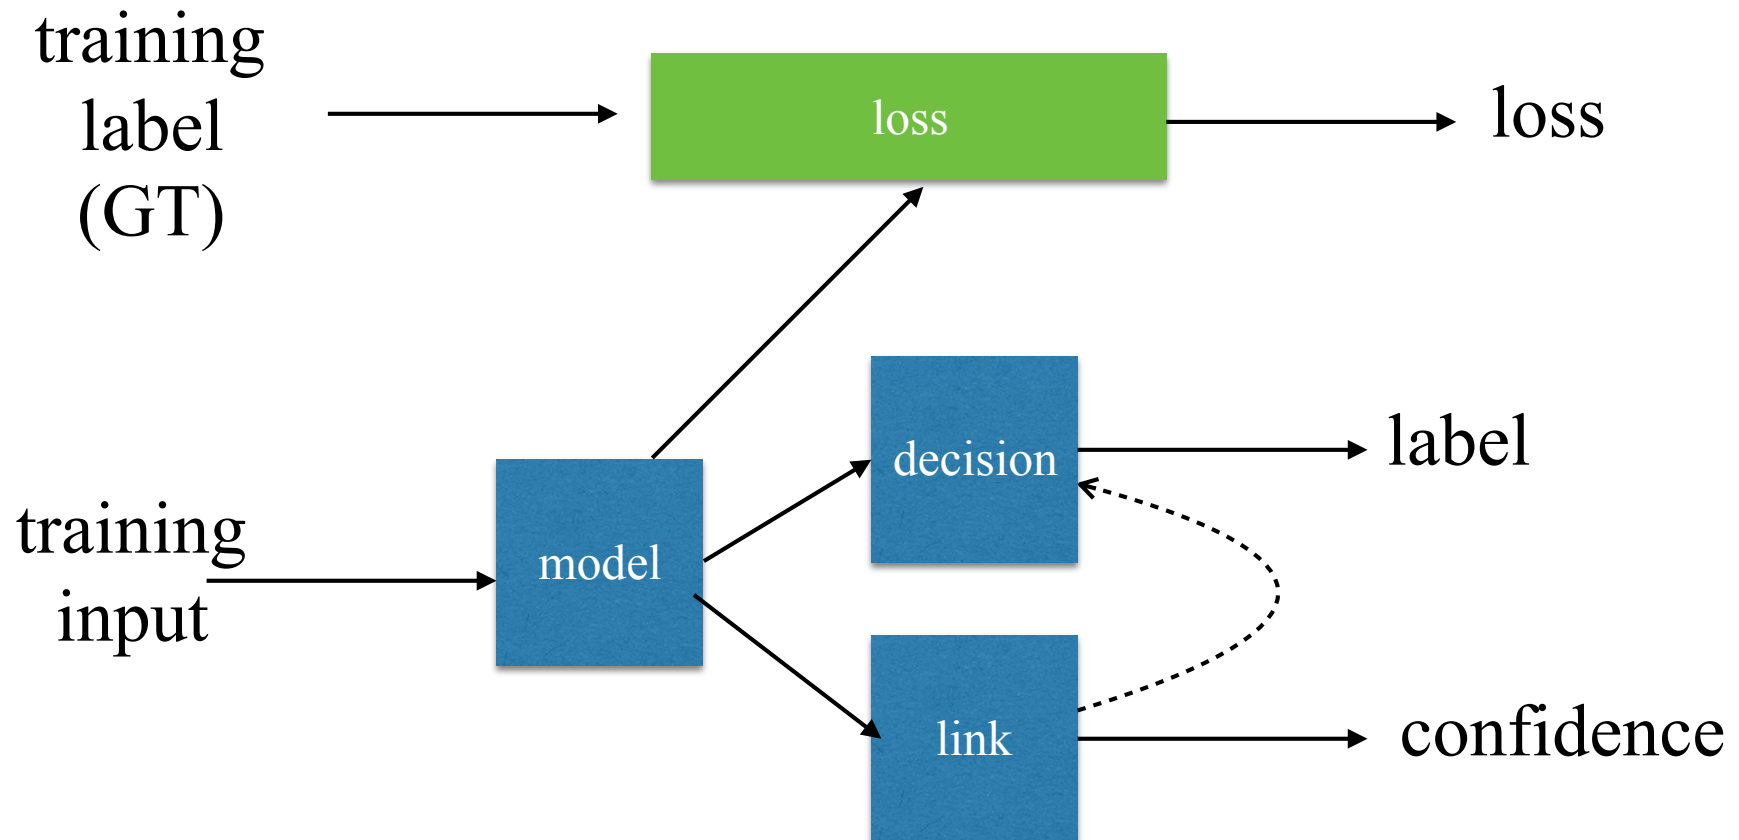 training
label
(GT)
loss
loss
decision
label
training
input
model
link
confidence